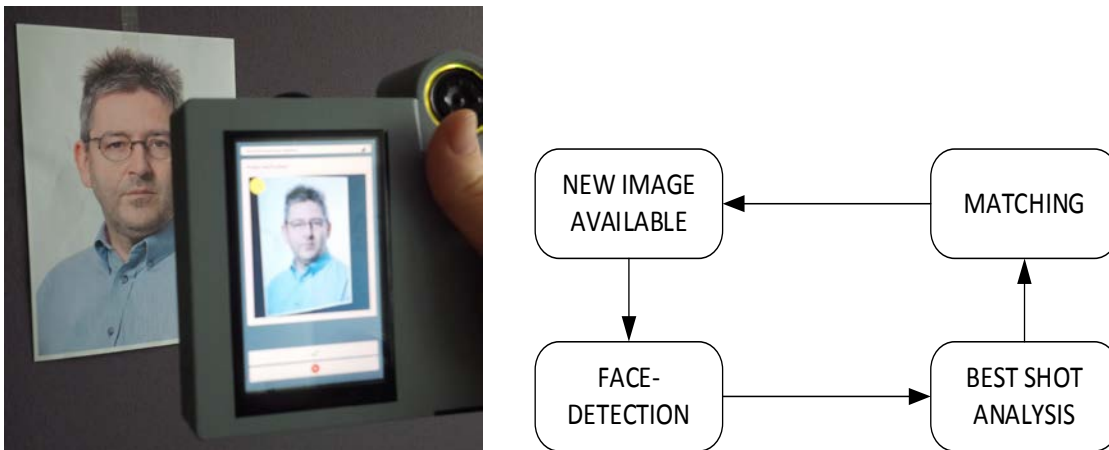 NEW IMAGE
AVAILABLE
MATCHING
FACE-
DETECTION
BEST SHOT
ANALYSIS